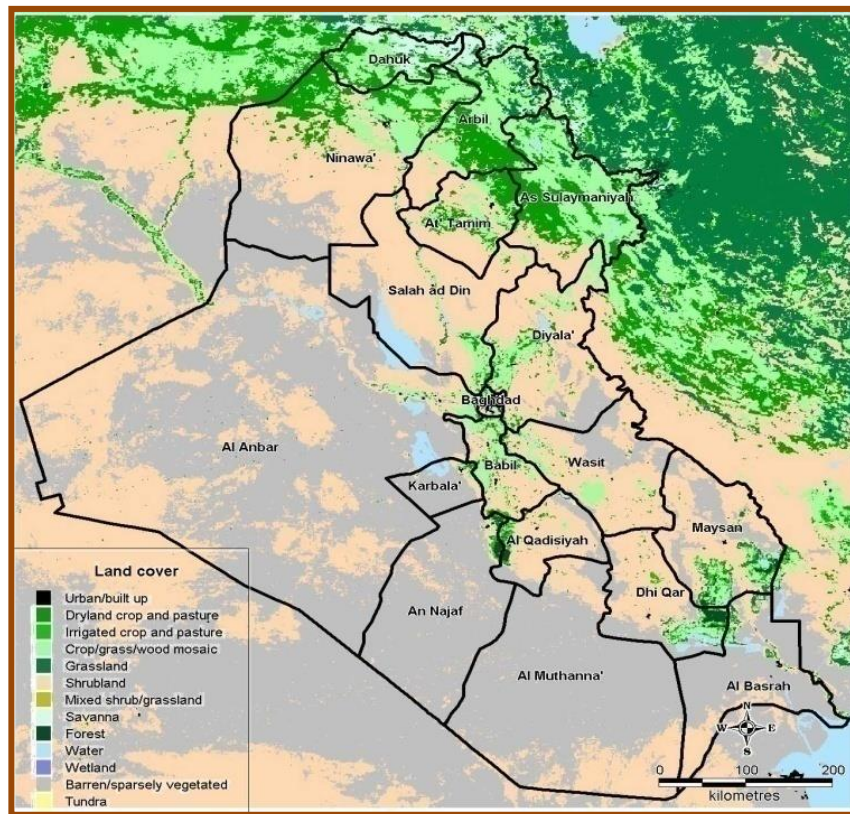 Dahuk
Arbil
Ninawa'
As Sulaymaniyah
At' Tamim
Salah ad Din
Diyala'
Baghdad
Al Anbar
Babil
Wasit
Karbala'
Maysan
Al Qadisiyah
Dhi Qar
An Najaf
Al Muthanna'
Al Basrah
Land cover
Urban/built up
Dryland crop and pasture
Irrigated crop and pasture
Crop/grass/wood mosaic
Grassland
Shrubland
Mixed shrub/grassland
Savanna
Forest
Water
Wetland
Barren/sparsely vegetated
Tundra
N
W E
S
0 100 200
kilometres